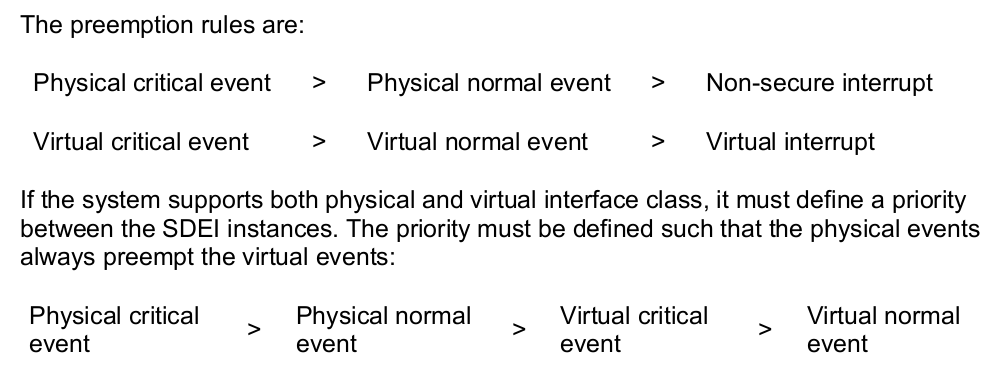 The preemption rules are:
Physical critical event > Physical normal event > Non-secure interrupt
Virtual critical event > Virtual normal event > Virtual interrupt
If the system supports both physical and virtual interface class, it must define a priority
between the SDEI instances. The priority must be defined such that the physical events
always preempt the virtual events:
Physical critical event > Physical normal event > Virtual critical event > Virtual normal event